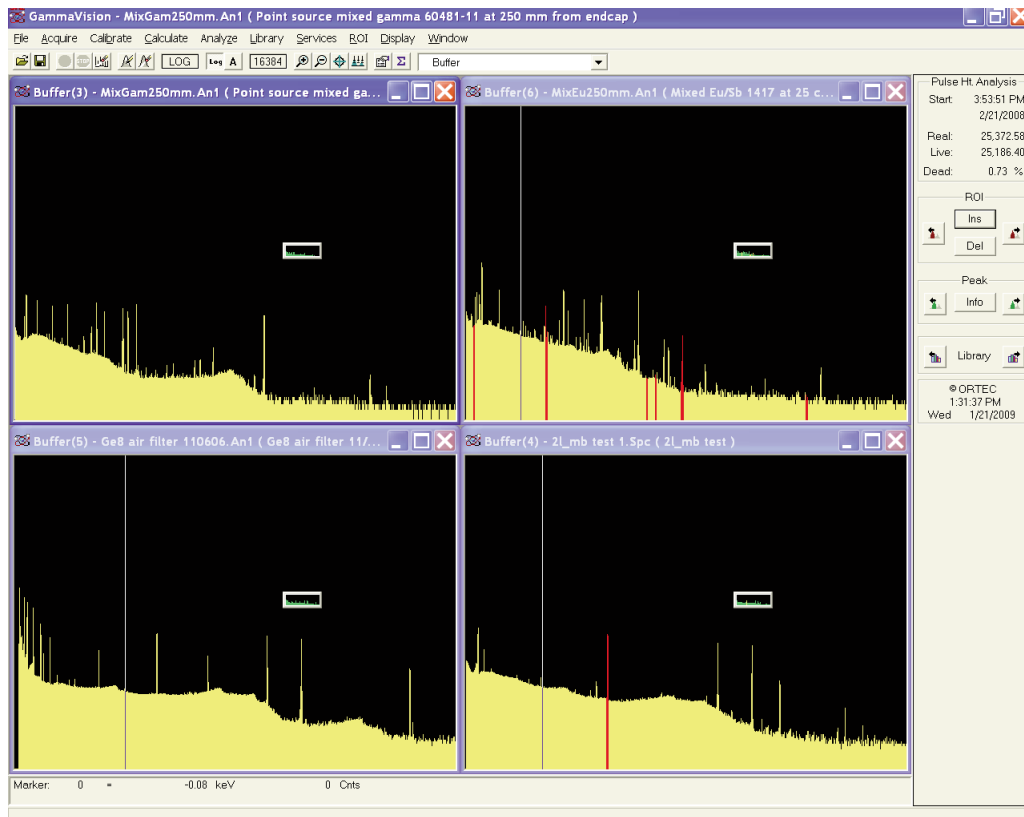 GammaVision - MixGam250mm.An1 ( Point source mixed gamma 60481-11 at 250 mm from endcap )
File Acquire Calibrate Calculate Analyze Library Services ROI Display Window
LOG Log A 16384 Σ Buffer
Buffer(3) - MixGam250mm.An1 ( Point source mixed ga...
Buffer(6) - MixEu250mm.An1 ( Mixed Eu/Sb 1417 at 25 c...
Buffer(5) - Ge8 air filter 110606.An1 ( Ge8 air filter 11/...
Buffer(4) - 2l_mb test 1.Spc ( 2l_mb test )
Pulse Ht. Analysis
Start: 3:53:51 PM
2/21/2008
Real: 25,372.58
Live: 25,186.40
Dead: 0.73 %
ROI
Ins
Del
Peak
Info
Library
© ORTEC
1:31:37 PM
Wed 1/21/2009
Marker: 0 = -0.08 keV 0 Cnts